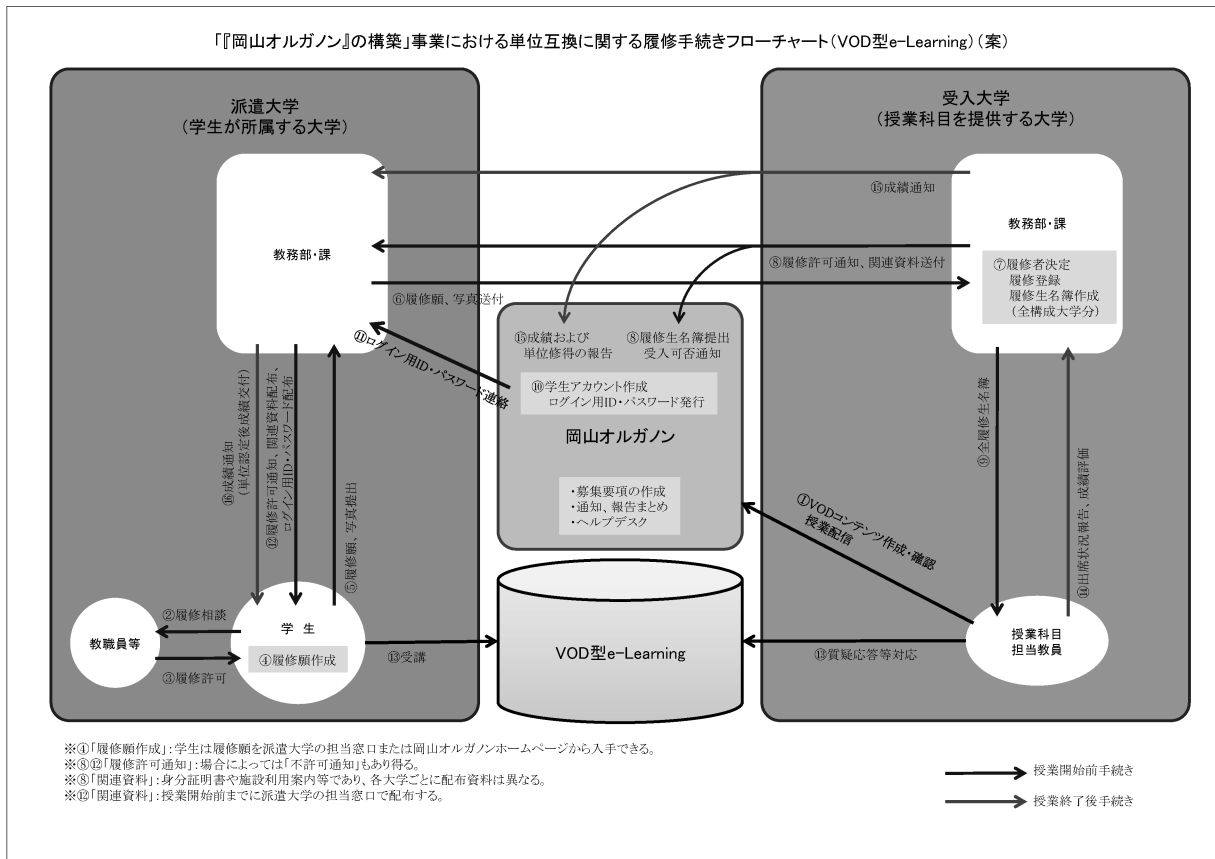 「『岡山オルガノン』の構築」事業における単位互換に関する履修手続きフローチャート(VOD型e-Learning)(案)
派遣大学
(学生が所属する大学)
受入大学
(授業科目を提供する大学)
教務部・課
⑮成績通知
教務部・課
⑧履修許可通知、関連資料送付
⑦履修者決定
履修登録
履修生名簿作成
(全構成大学分)
⑥履修願、写真送付
⑮成績および
単位修得の報告
⑧履修生名簿提出
受入可否通知
⑪ログイン用ID・パスワード連絡
⑩学生アカウント作成
ログイン用ID・パスワード発行
岡山オルガノン
・募集要項の作成
・通知、報告まとめ
・ヘルプデスク
⑯成績通知
(単位認定後成績交付)
⑫履修許可通知、関連資料配布、
ログイン用ID・パスワード配布
⑤履修願、写真提出
⑨全履修生名簿
⑭出席状況報告、成績評価
①VODコンテンツ作成・確認
授業配信
②履修相談
教職員等
③履修許可
学 生
④履修願作成
⑬受講
VOD型e-Learning
⑬質疑応答等対応
授業科目
担当教員
※④「履修願作成」:学生は履修願を派遣大学の担当窓口または岡山オルガノンホームページから入手できる。
※⑧⑫「履修許可通知」:場合によっては「不許可通知」もあり得る。
※⑧「関連資料」:身分証明書や施設利用案内等であり、各大学ごとに配布資料は異なる。
※⑫「関連資料」:授業開始前までに派遣大学の担当窓口で配布する。
授業開始前手続き
授業終了後手続き